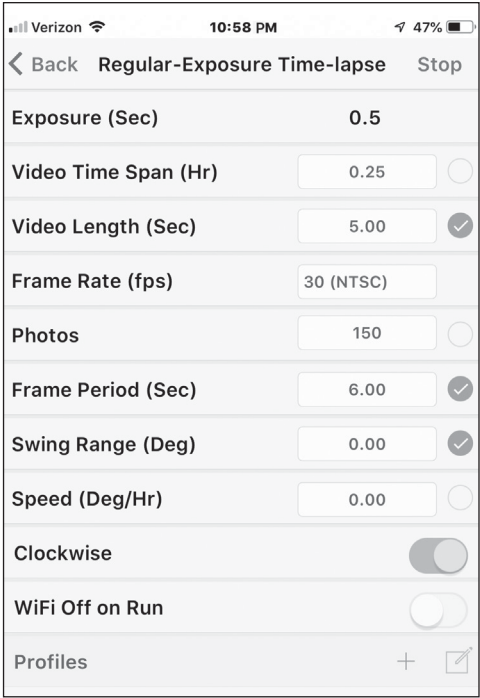 Verizon 10:58 PM 47%
Back Regular-Exposure Time-lapse Stop
Exposure (Sec) 0.5
Video Time Span (Hr) 0.25
Video Length (Sec) 5.00
Frame Rate (fps) 30 (NTSC)
Photos 150
Frame Period (Sec) 6.00
Swing Range (Deg) 0.00
Speed (Deg/Hr) 0.00
Clockwise
WiFi Off on Run
Profiles +